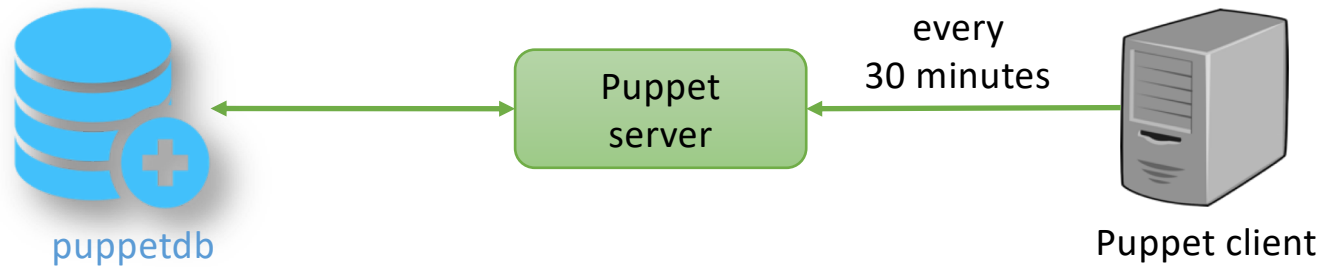 every
30 minutes
Puppet
server
puppetdb
Puppet client